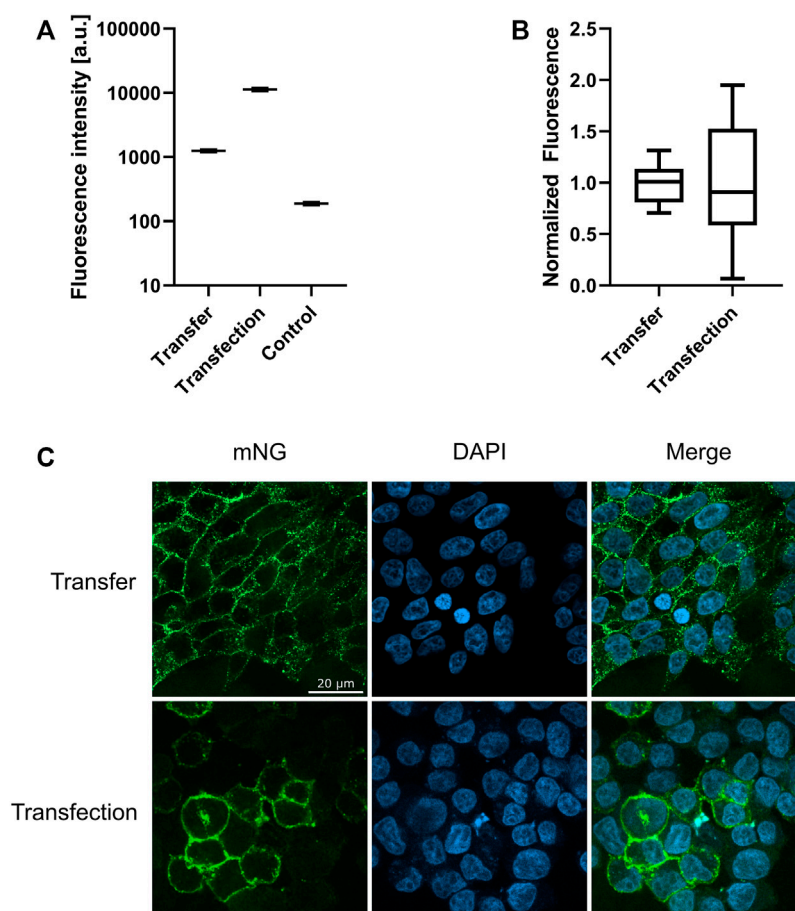 A
Fluorescence intensity [a.u.]
100000
10000
1000
100
10
Transfer
Transfection
Control
B
Normalized Fluorescence
2.5
2.0
1.5
1.0
0.5
0.0
Transfer
Transfection
C
mNG
DAPI
Merge
Transfer
20 µm
Transfection